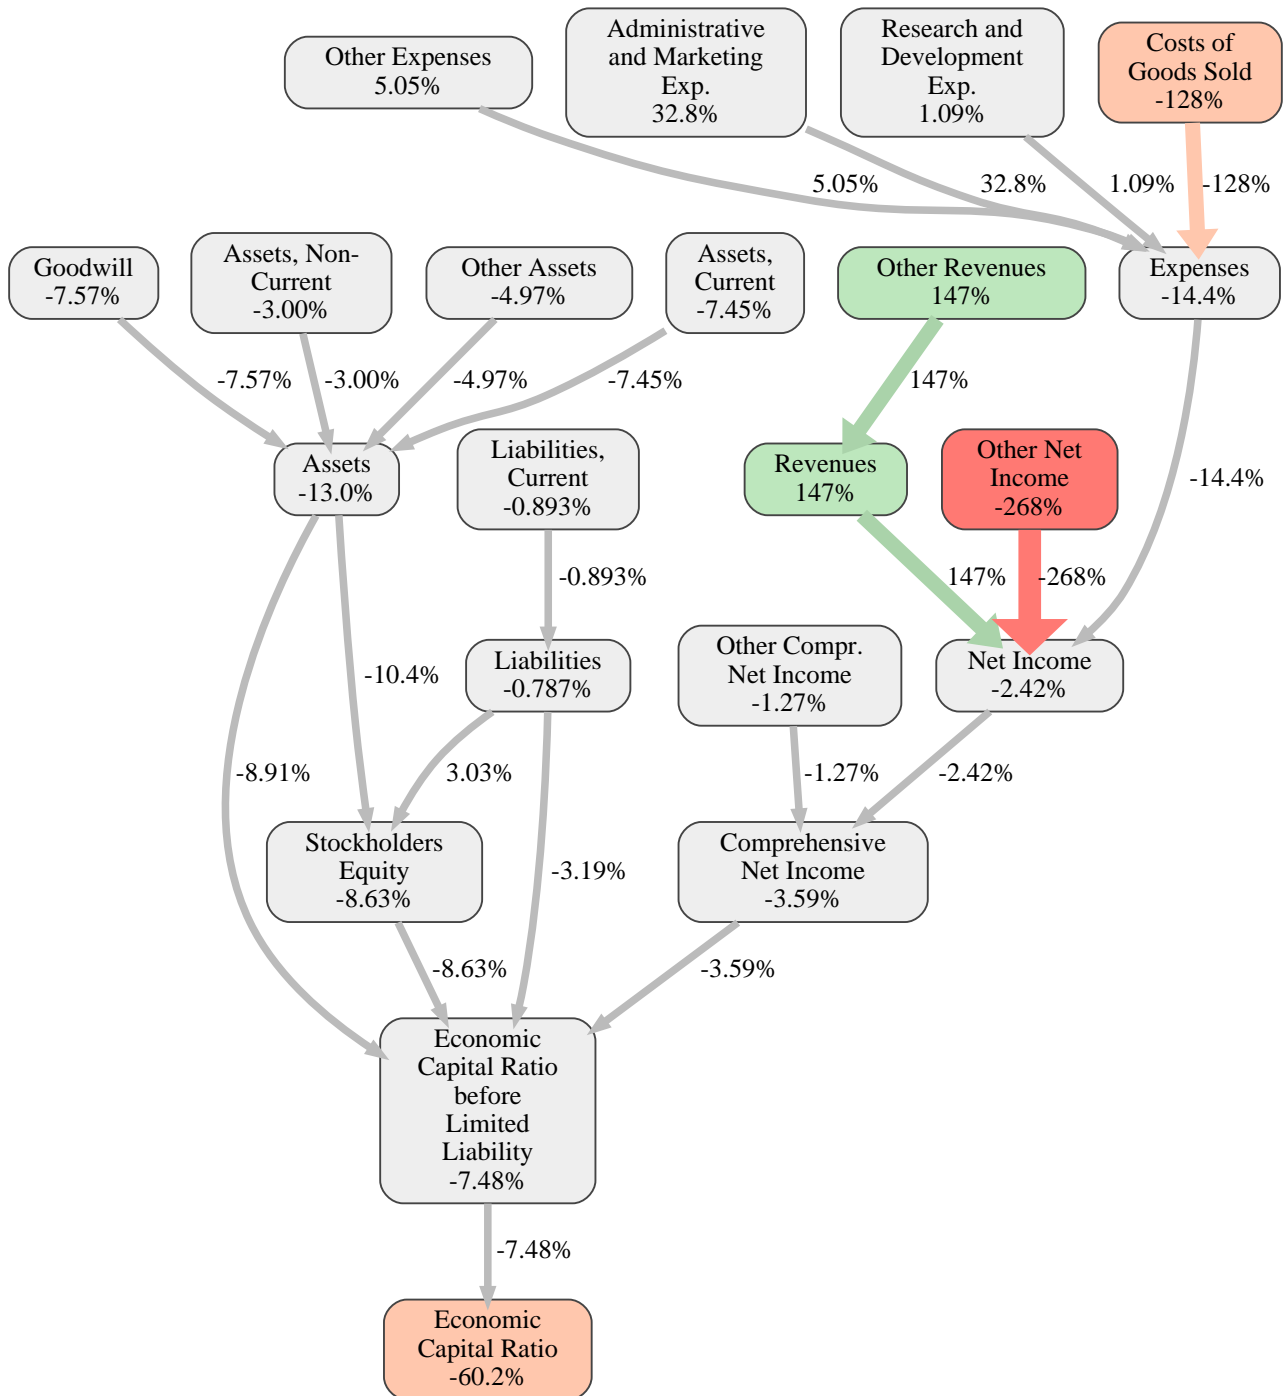 Other Expenses
5.05%
Administrative
and Marketing
Exp.
32.8%
Research and
Development
Exp.
1.09%
Costs of
Goods Sold
-128%
5.05%
32.8%
1.09%
-128%
Goodwill
-7.57%
Assets, Non-
Current
-3.00%
Other Assets
-4.97%
Assets,
Current
-7.45%
Other Revenues
147%
Expenses
-14.4%
-7.57%
-3.00%
-4.97%
-7.45%
147%
Assets
-13.0%
Liabilities,
Current
-0.893%
Revenues
147%
Other Net
Income
-268%
-14.4%
-0.893%
147%
-268%
-10.4%
Liabilities
-0.787%
Other Compr.
Net Income
-1.27%
Net Income
-2.42%
-8.91%
3.03%
-1.27%
-2.42%
Stockholders
Equity
-8.63%
-3.19%
Comprehensive
Net Income
-3.59%
-8.63%
-3.59%
Economic
Capital Ratio
before
Limited
Liability
-7.48%
-7.48%
Economic
Capital Ratio
-60.2%